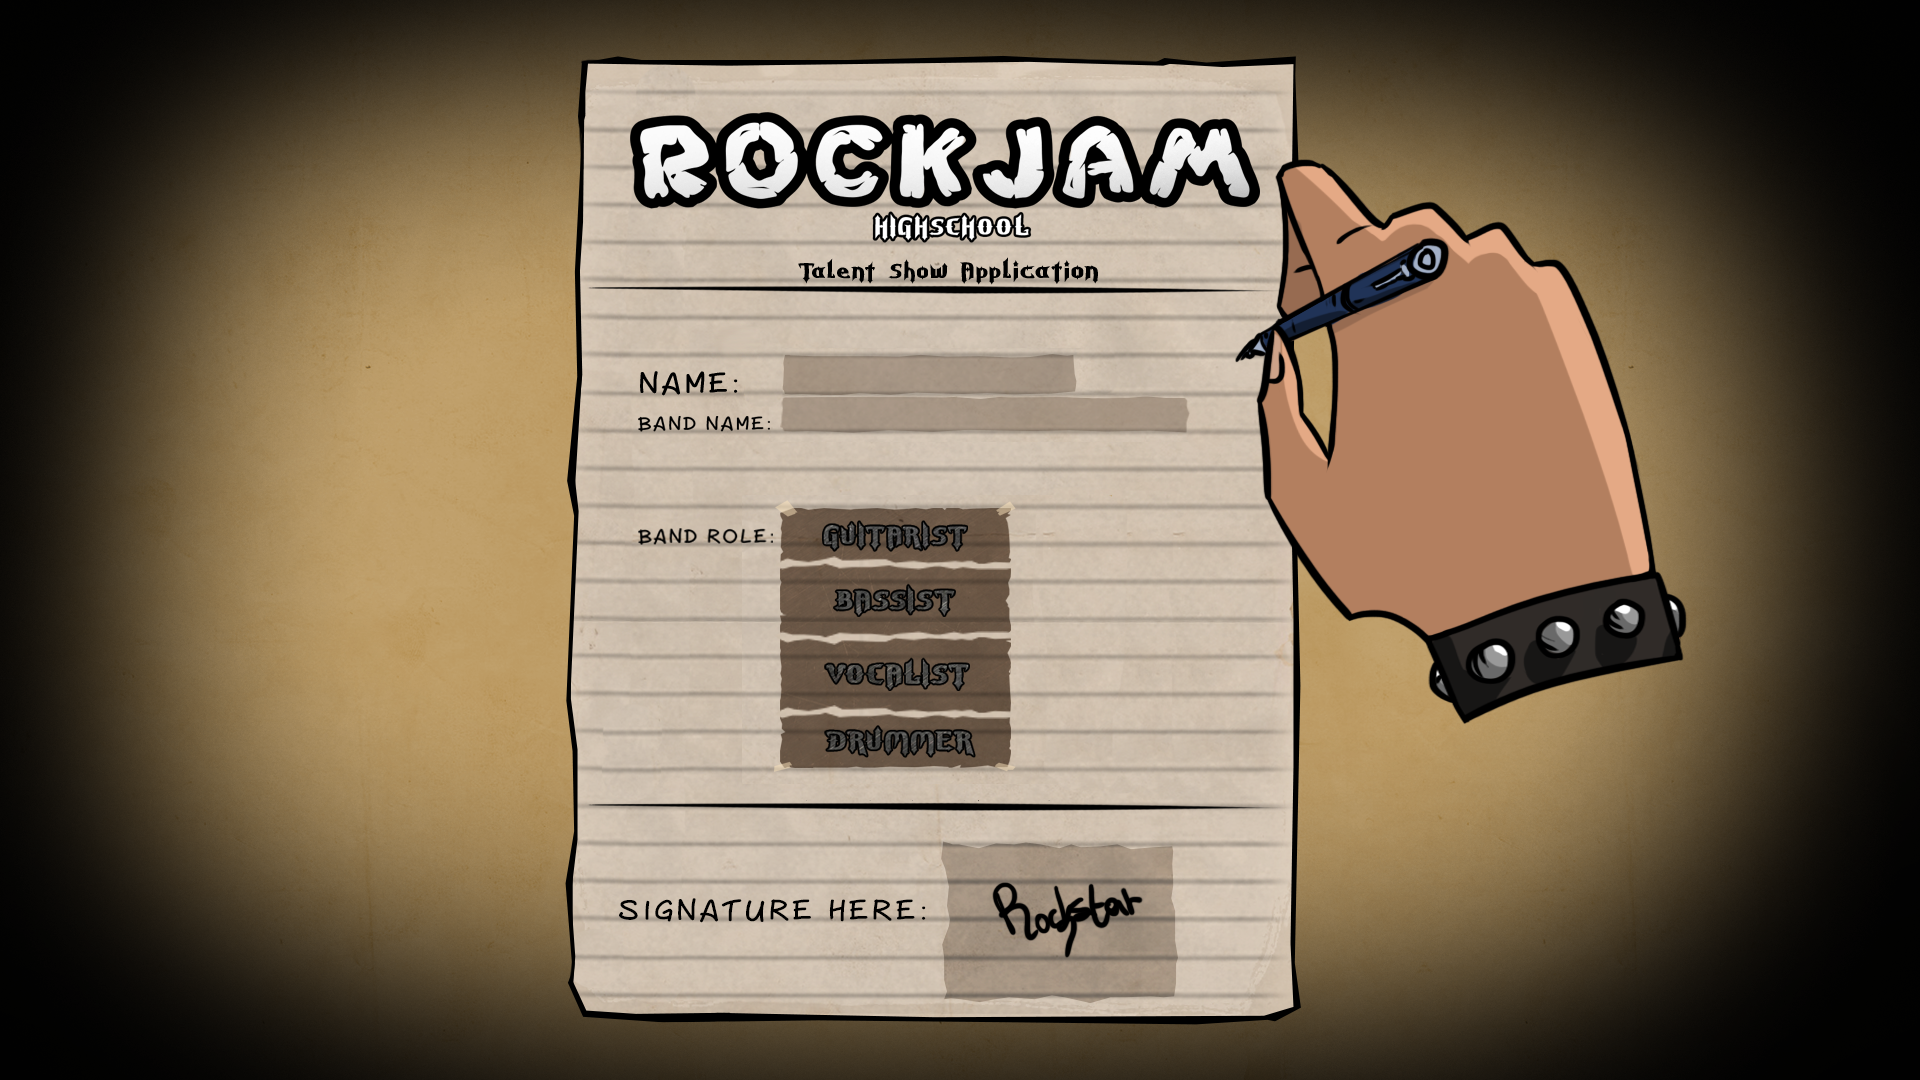 ROCKJAM
HIGHSCHOOL
Talent Show Application
NAME:
BAND NAME:
BAND ROLE: GUITARIST
BASSIST
VOCALIST
DRUMMER
SIGNATURE HERE: Rockstar